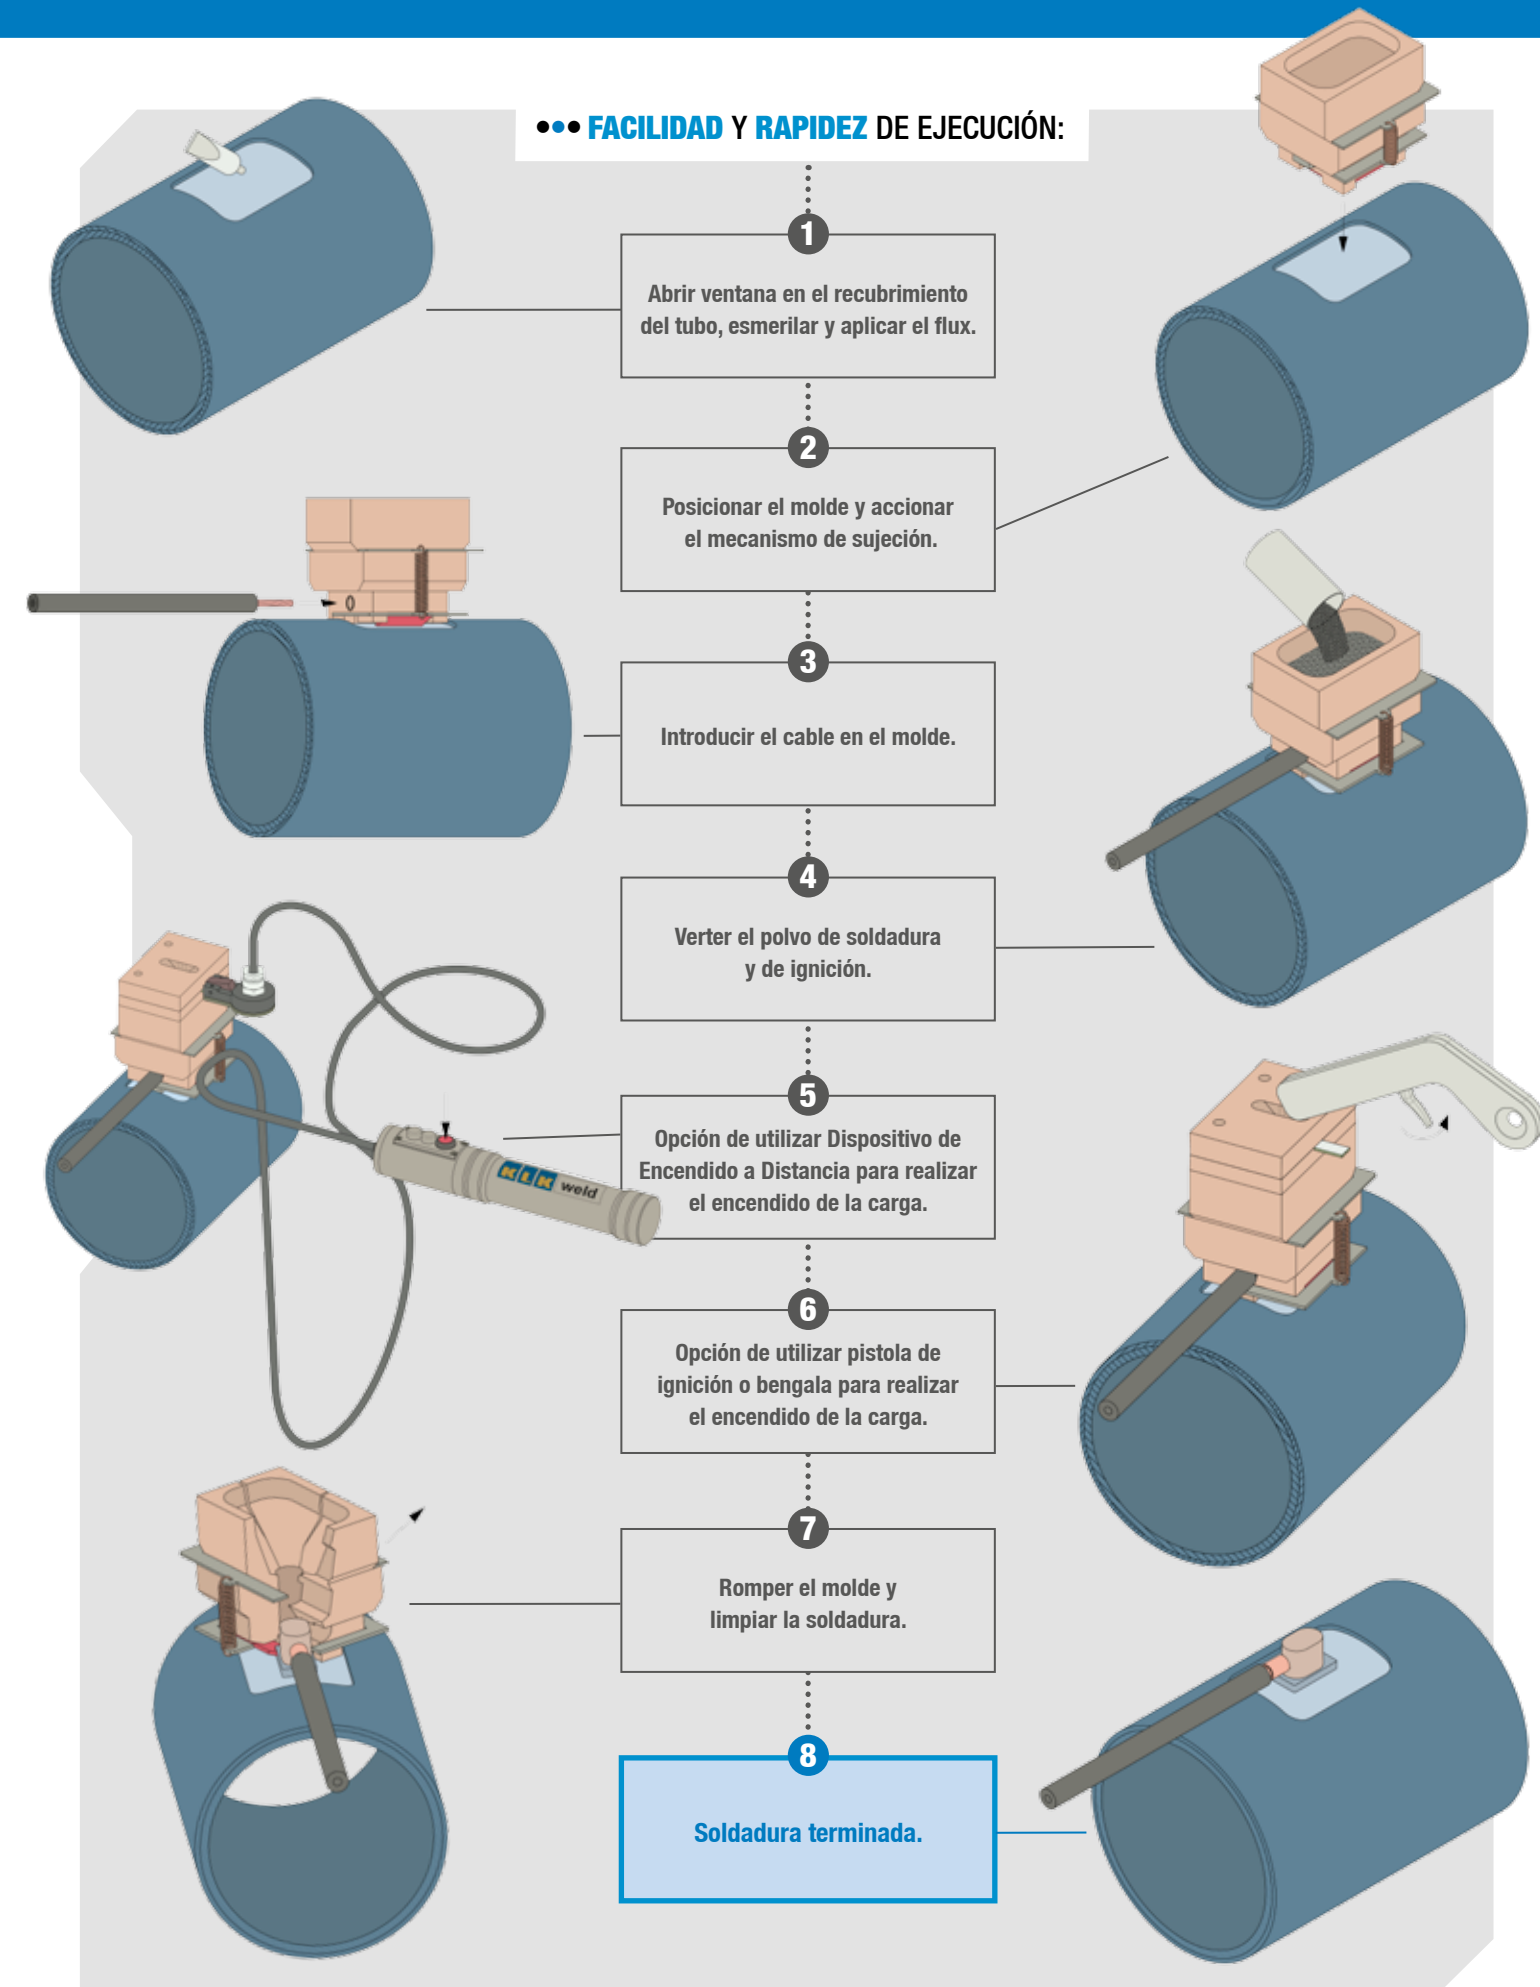 FACILIDAD Y RAPIDEZ DE EJECUCIÓN:
1
Abrir ventana en el recubrimiento
del tubo, esmerilar y aplicar el flux.
2
Posicionar el molde y accionar
el mecanismo de sujeción.
3
Introducir el cable en el molde.
4
Verter el polvo de soldadura
y de ignición.
5
Opción de utilizar Dispositivo de
Encendido a Distancia para realizar
el encendido de la carga.
KLK weld
6
Opción de utilizar pistola de
ignición o bengala para realizar
el encendido de la carga.
7
Romper el molde y
limpiar la soldadura.
8
Soldadura terminada.